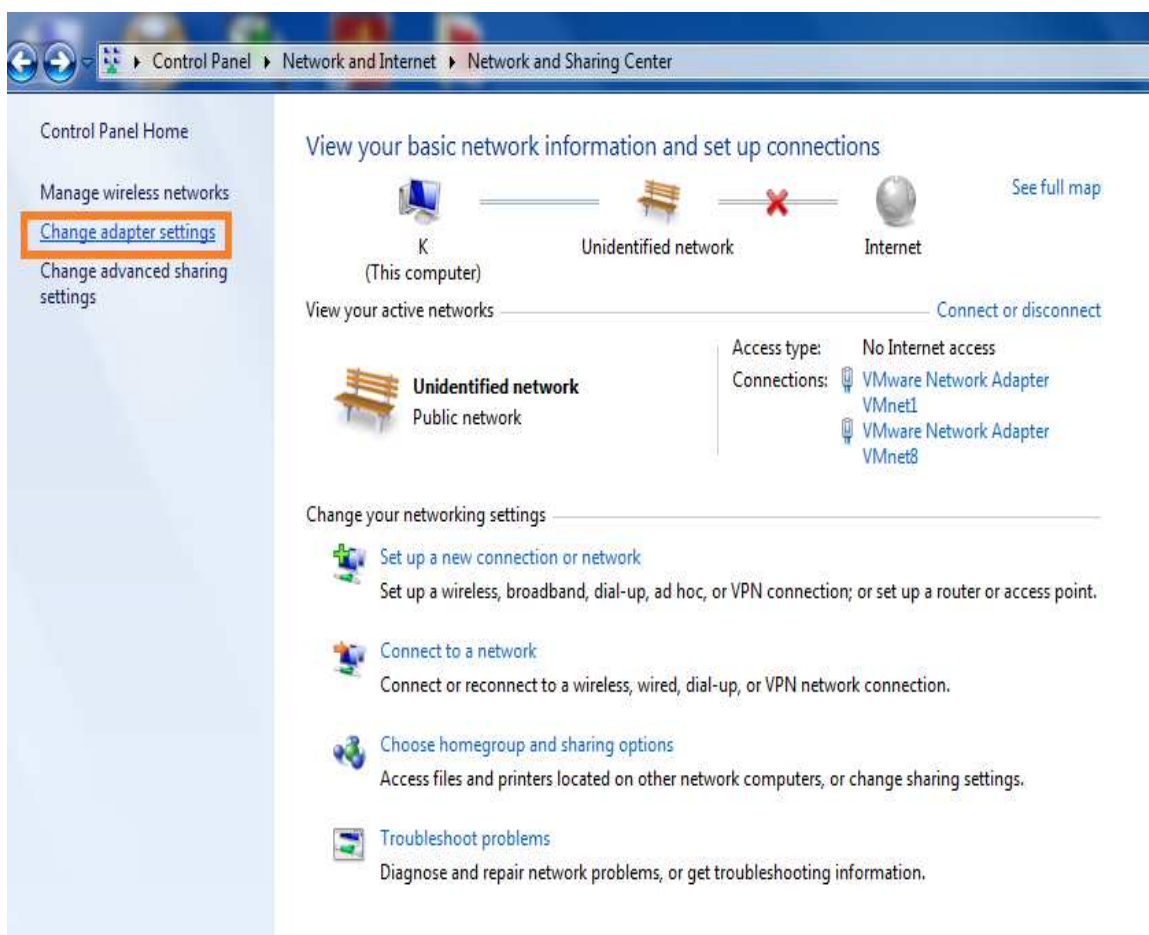 Control Panel Network and Internet Network and Sharing Center
Control Panel Home
Manage wireless networks
Change adapter settings
Change advanced sharing
settings
View your basic network information and set up connections
See full map
K
(This computer)
Unidentified network
Internet
View your active networks
Connect or disconnect
Unidentified network
Public network
Access type: No Internet access
Connections: VMware Network Adapter
VMnet1
VMware Network Adapter
VMnet8
Change your networking settings
Set up a new connection or network
Set up a wireless, broadband, dial-up, ad hoc, or VPN connection; or set up a router or access point.
Connect to a network
Connect or reconnect to a wireless, wired, dial-up, or VPN network connection.
Choose homegroup and sharing options
Access files and printers located on other network computers, or change sharing settings.
Troubleshoot problems
Diagnose and repair network problems, or get troubleshooting information.